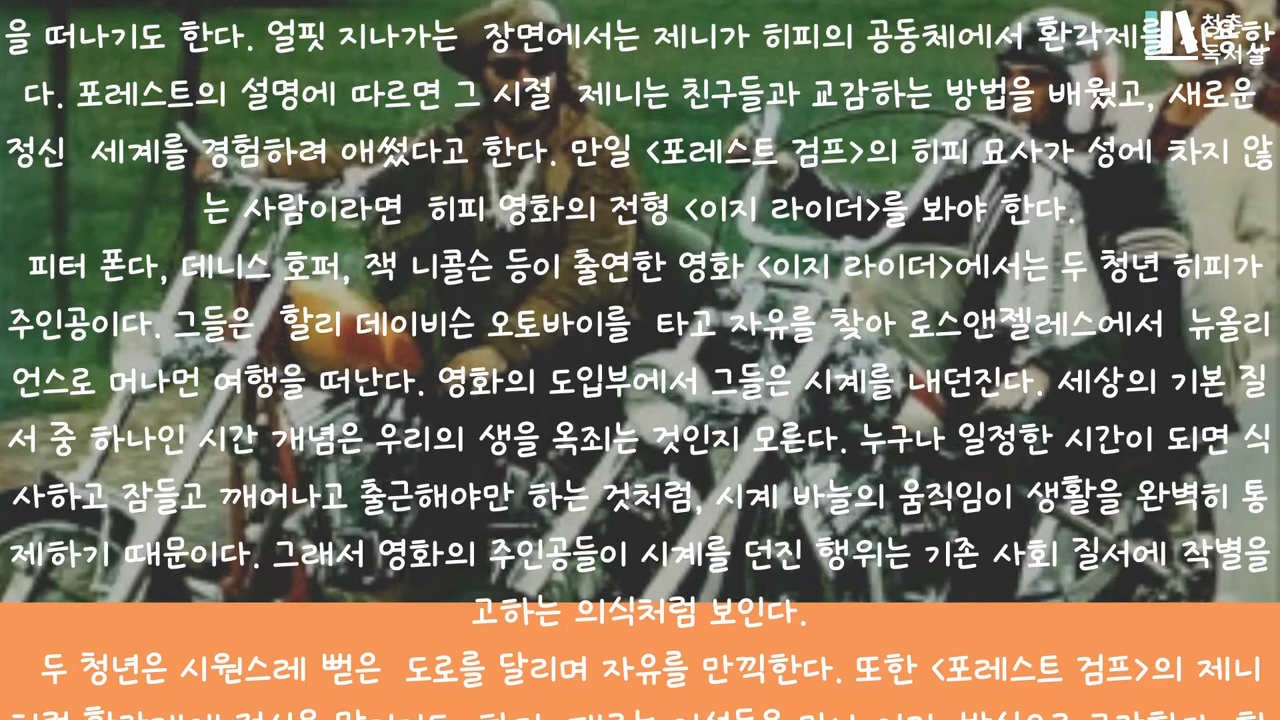 을 떠나기도 한다. 얼핏 지나가는 장면에서는 제니가 히피의 공동체에서 환각제를 한
청춘
독서살
다. 포레스트의 설명에 따르면 그 시절 제니는 친구들과 교감하는 방법을 배웠고, 새로운
정신 세계를 경험하려 애썼다고 한다. 만일 <포레스트 검프>의 히피 묘사가 성에 차지 않
는 사람이라면 히피 영화의 전형 <이지 라이더>를 봐야 한다.
피터 폰다, 데니스 호퍼, 잭 니콜슨 등이 출연한 영화 <이지 라이더>에서는 두 청년 히피가
주인공이다. 그들은 할리 데이비슨 오토바이를 타고 자유를 찾아 로스앤젤레스에서 뉴올리
언스로 머나먼 여행을 떠난다. 영화의 도입부에서 그들은 시계를 내던진다. 세상의 기본 질
서 중 하나인 시간 개념은 우리의 생을 옥죄는 것인지 모른다. 누구나 일정한 시간이 되면 식
사하고 잠들고 깨어나고 출근해야만 하는 것처럼, 시계 바늘의 움직임이 생활을 완벽히 통
제하기 때문이다. 그래서 영화의 주인공들이 시계를 던진 행위는 기존 사회 질서에 작별을
고하는 의식처럼 보인다.
두 청년은 시원스레 뻗은 도로를 달리며 자유를 만끽한다. 또한 <포레스트 검프>의 제니